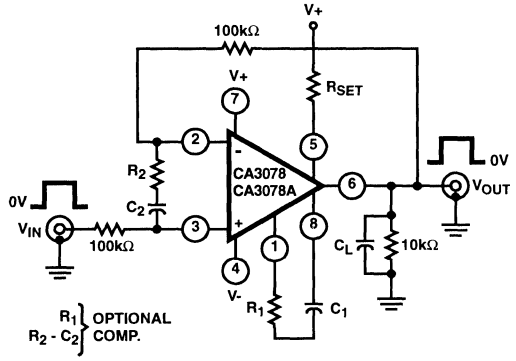 V+
100kΩ
V+
RSET
7
5
2
-
R2
CA3078
CA3078A
6
0V
0V
VOUT
C2
VIN
3
+
8
100kΩ
1
CL
10kΩ
4
V-
R1
C1
R1 } OPTIONAL
R2 - C2 } COMP.